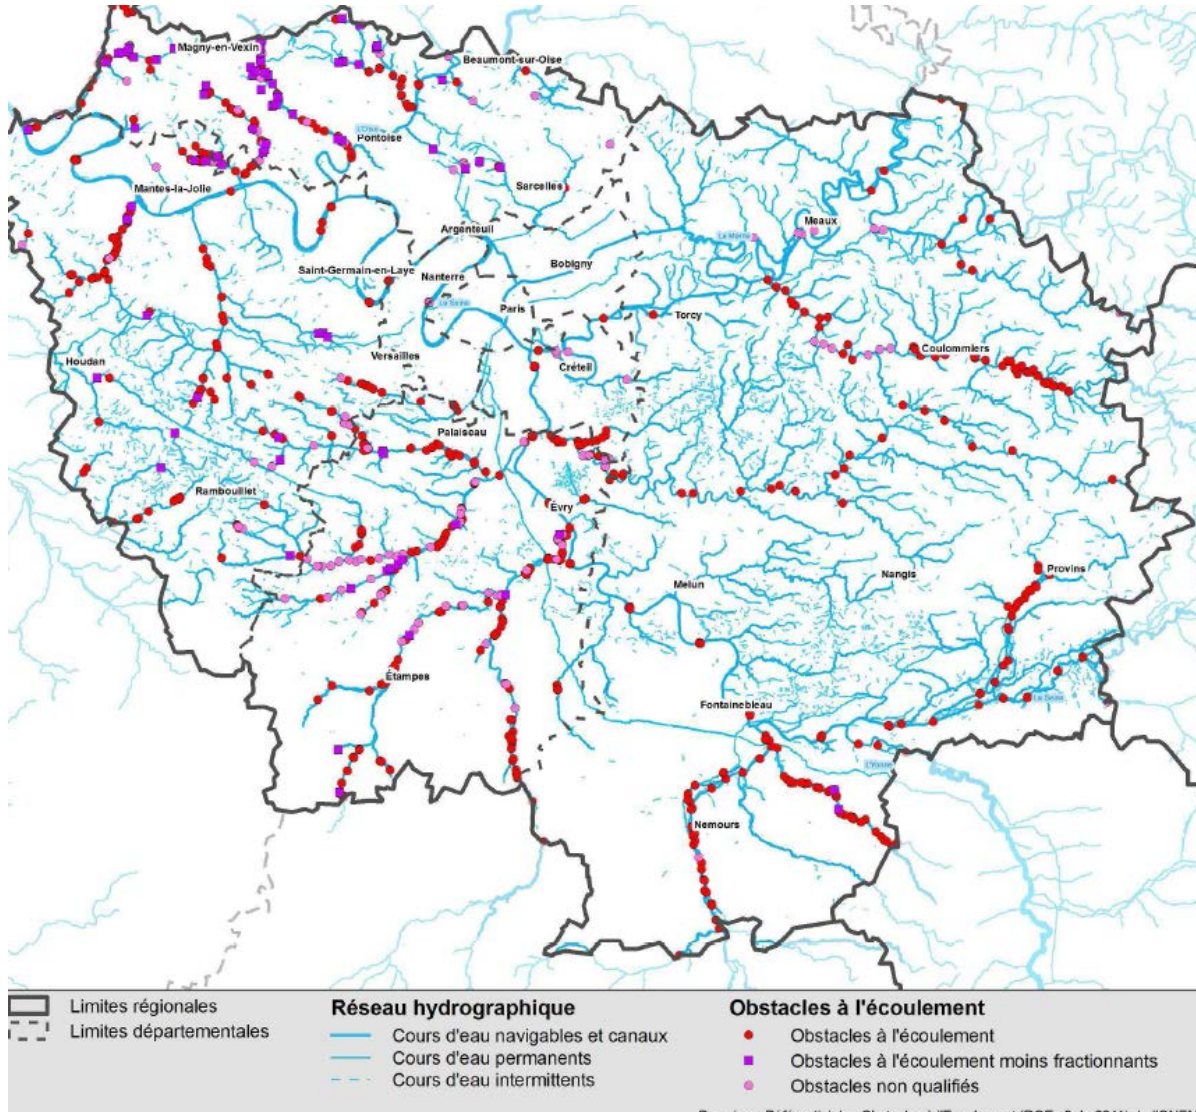 Magny-en-Vexin
Beaumont-sur-Oise
L'Oise
Pontoise
Mantes-la-Jolie
Sarcelles
Meaux
Argenteuil
La Marne
Saint-Germain-en-Laye
Nanterre
Bobigny
La Seine
Paris
Torcy
Versailles
Houdan
Créteil
Coulommiers
Palaiseau
Rambouillet
Évry
Melun
Nangis
Provins
Étampes
Fontainebleau
La Seine
L'Yonne
Nemours
Limites régionales
Limites départementales
Réseau hydrographique
Cours d'eau navigables et canaux
Cours d'eau permanents
Cours d'eau intermittents
Obstacles à l'écoulement
Obstacles à l'écoulement
Obstacles à l'écoulement moins fractionnants
Obstacles non qualifiés